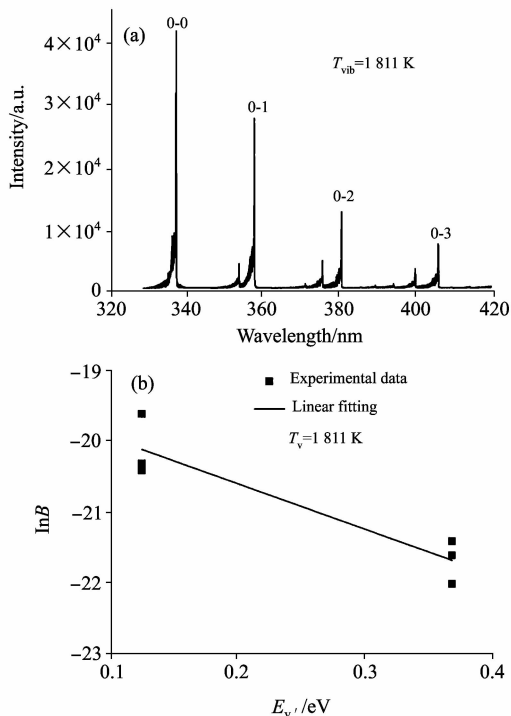 (a)
0-0
T_vib=1 811 K
0-1
0-2
0-3
Intensity/a.u.
4×10⁴
3×10⁴
2×10⁴
1×10⁴
0
320 340 360 380 400 420
Wavelength/nm
(b)
Experimental data
Linear fitting
T_v=1 811 K
InB
−19
−20
−21
−22
−23
0.1 0.2 0.3 0.4
E_v′/eV